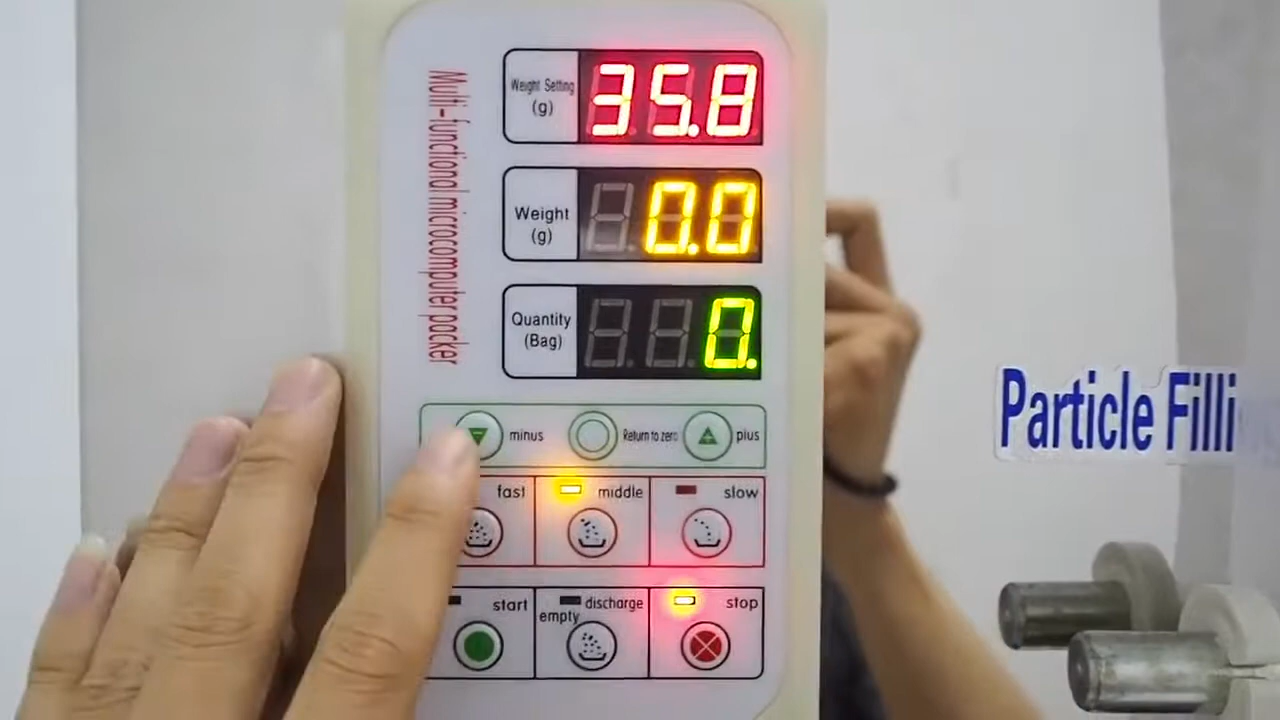 Multi-functional microcomputer packer
Weight Setting
(g)
35.8
Weight
(g)
0.0
Quantity
(Bag)
0.
minus
Return to zero
plus
fast
middle
slow
start
discharge
empty
stop
Particle Filli